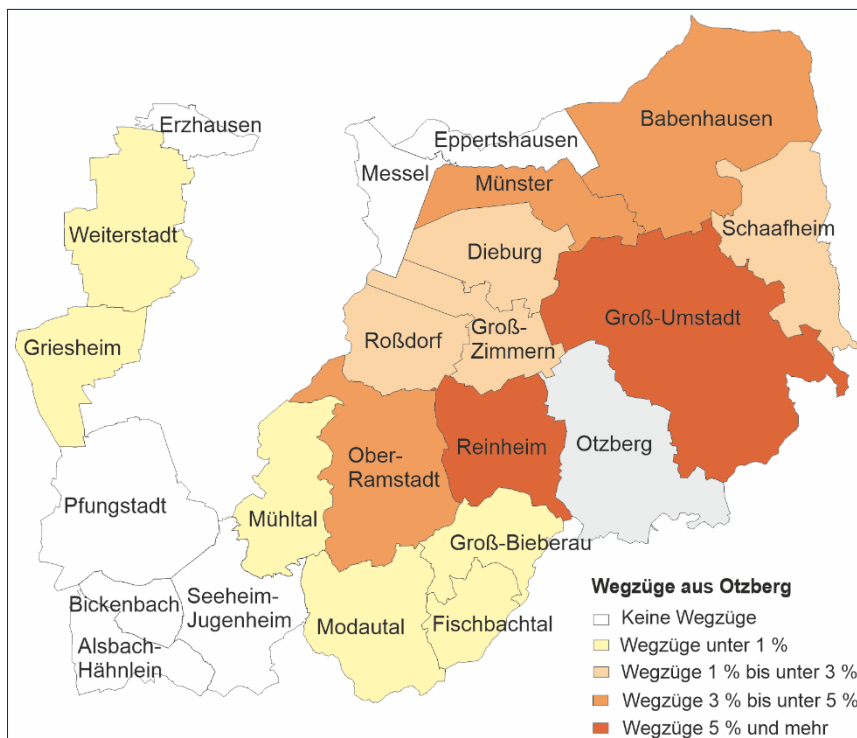 Erzhausen
Eppertshausen
Babenhausen
Messel
Münster
Weiterstadt
Dieburg
Schaafheim
Groß-Umstadt
Griesheim
Roßdorf
Groß-
Zimmern
Ober-
Ramstadt
Reinheim
Otzberg
Pfungstadt
Mühltal
Groß-Bieberau
Bickenbach
Seeheim-
Jugenheim
Alsbach-
Hähnlein
Modautal
Fischbachtal
Wegzüge aus Otzberg
Keine Wegzüge
Wegzüge unter 1 %
Wegzüge 1 % bis unter 3 %
Wegzüge 3 % bis unter 5 %
Wegzüge 5 % und mehr